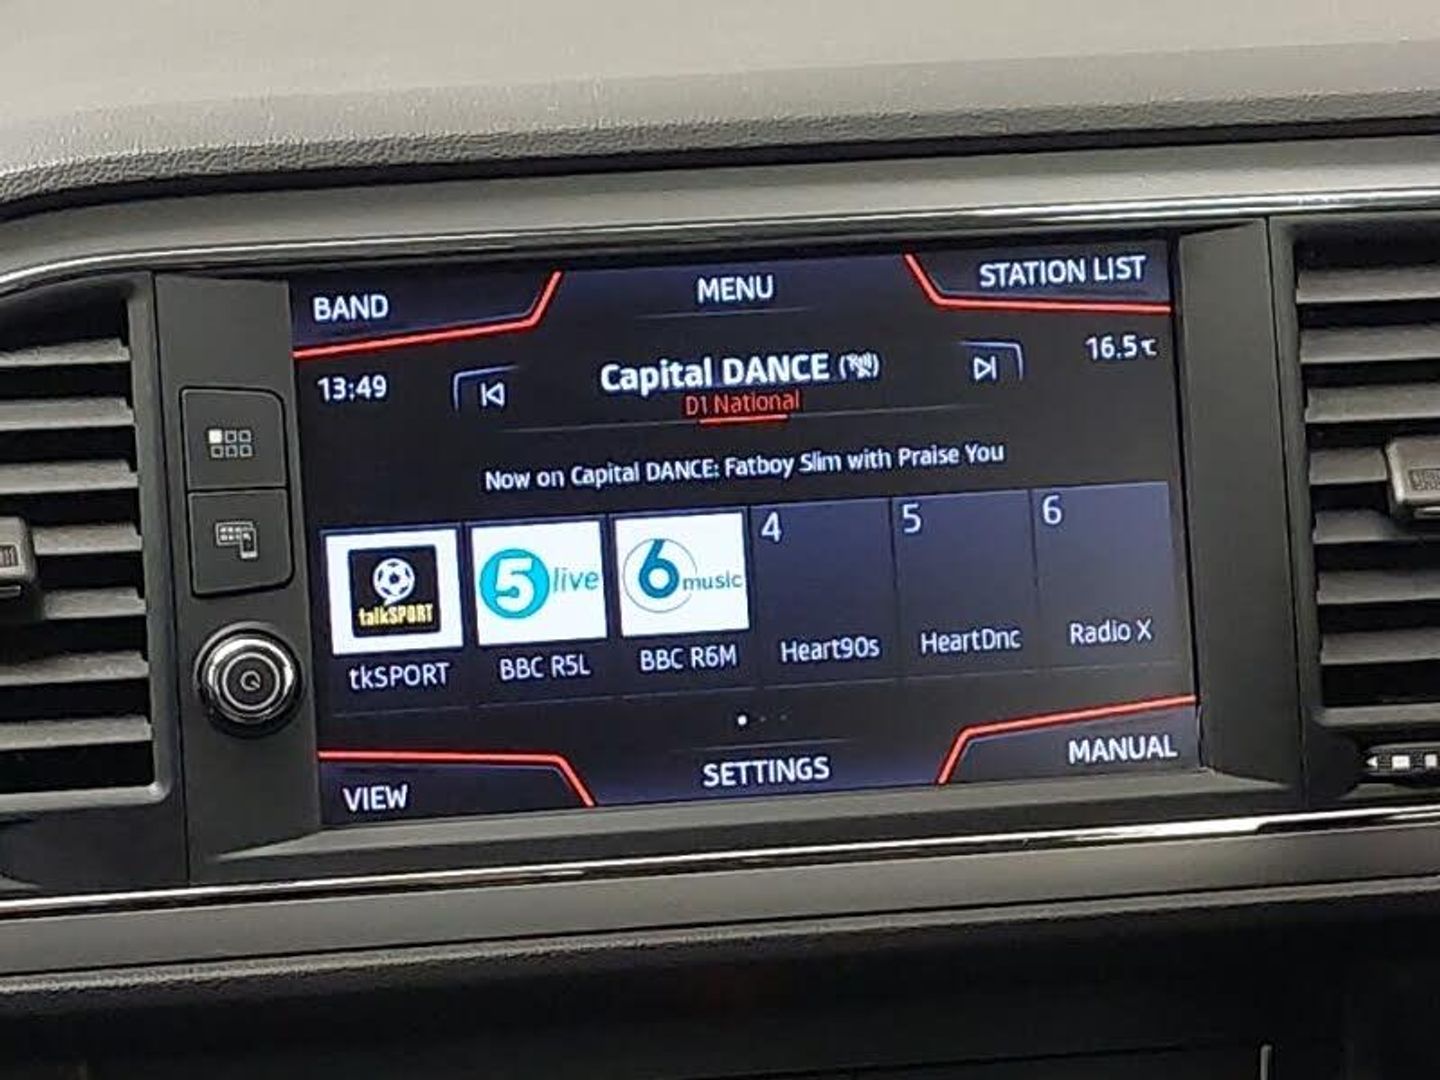 BAND
MENU
STATION LIST
13:49
Capital DANCE
16.5℃
D1 National
Now on Capital DANCE: Fatboy Slim with Praise You
talkSPORT
5 live
6 music
4
5
6
tkSPORT
BBC R5L
BBC R6M
Heart90s
HeartDnc
Radio X
VIEW
SETTINGS
MANUAL